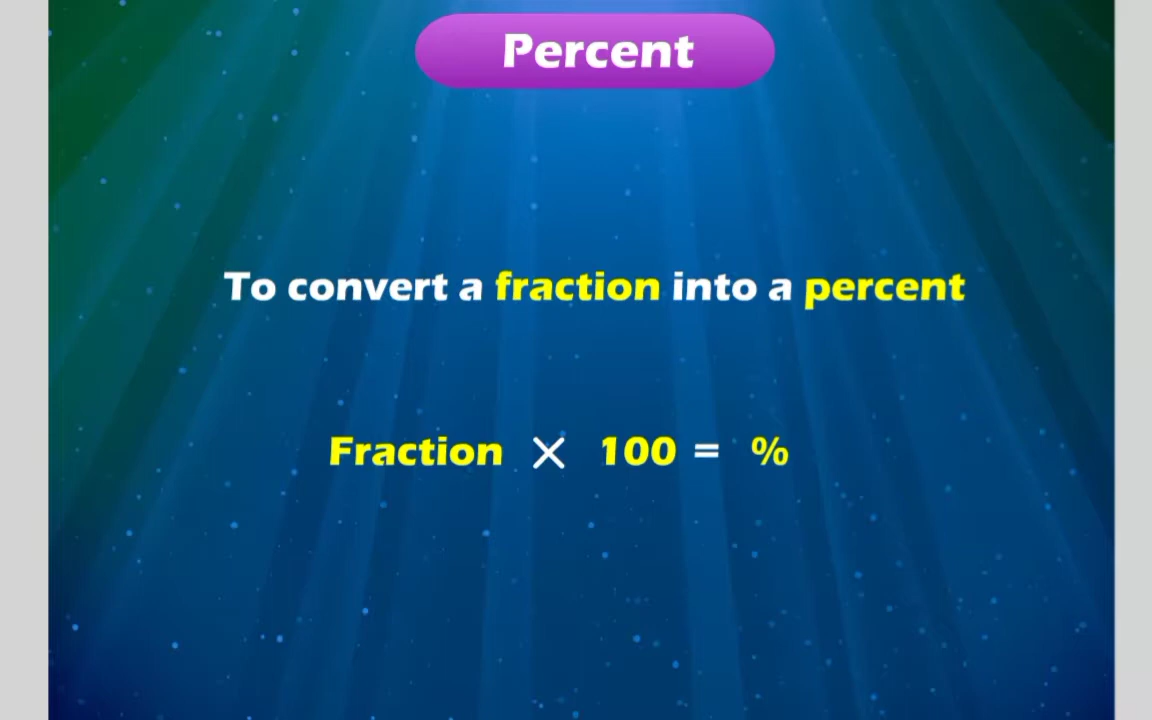 Percent
To convert a fraction into a percent
Fraction × 100 = %